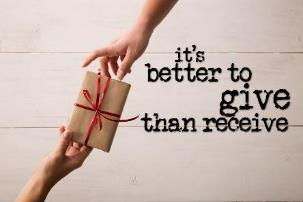 it's
better to
give
than receive